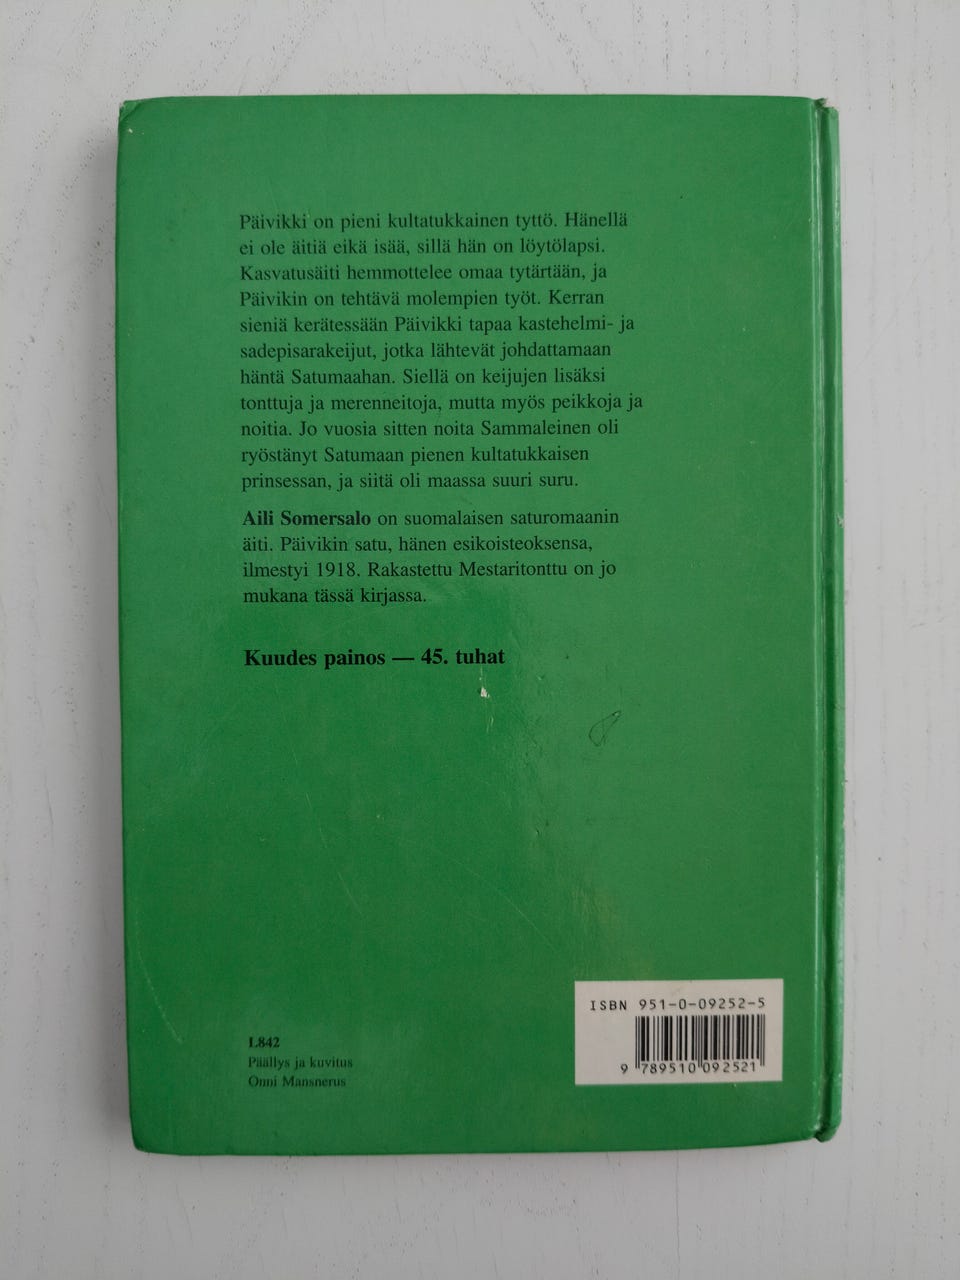 Päivikki on pieni kultatukkainen tyttö. Hänellä
ei ole äitiä eikä isää, sillä hän on löytölapsi.
Kasvatusäiti hemmottelee omaa tytärtään, ja
Päivikin on tehtävä molempien työt. Kerran
sieniä kerätessään Päivikki tapaa kastehelmi- ja
sadepisarakeijut, jotka lähtevät johdattamaan
häntä Satumaahan. Siellä on keijujen lisäksi
tonttuja ja merenneitoja, mutta myös peikkoja ja
noitia. Jo vuosia sitten noita Sammaleinen oli
ryöstänyt Satumaan pienen kultatukkaisen
prinsessan, ja siitä oli maassa suuri suru.
Aili Somersalo on suomalaisen saturomaanin
äiti. Päivikin satu, hänen esikoisteoksensa,
ilmestyi 1918. Rakastettu Mestaritonttu on jo
mukana tässä kirjassa.
Kuudes painos — 45. tuhat
L842
Päällys ja kuvitus
Onni Mansnerus
ISBN 951-0-09252-5
9 789510 092521